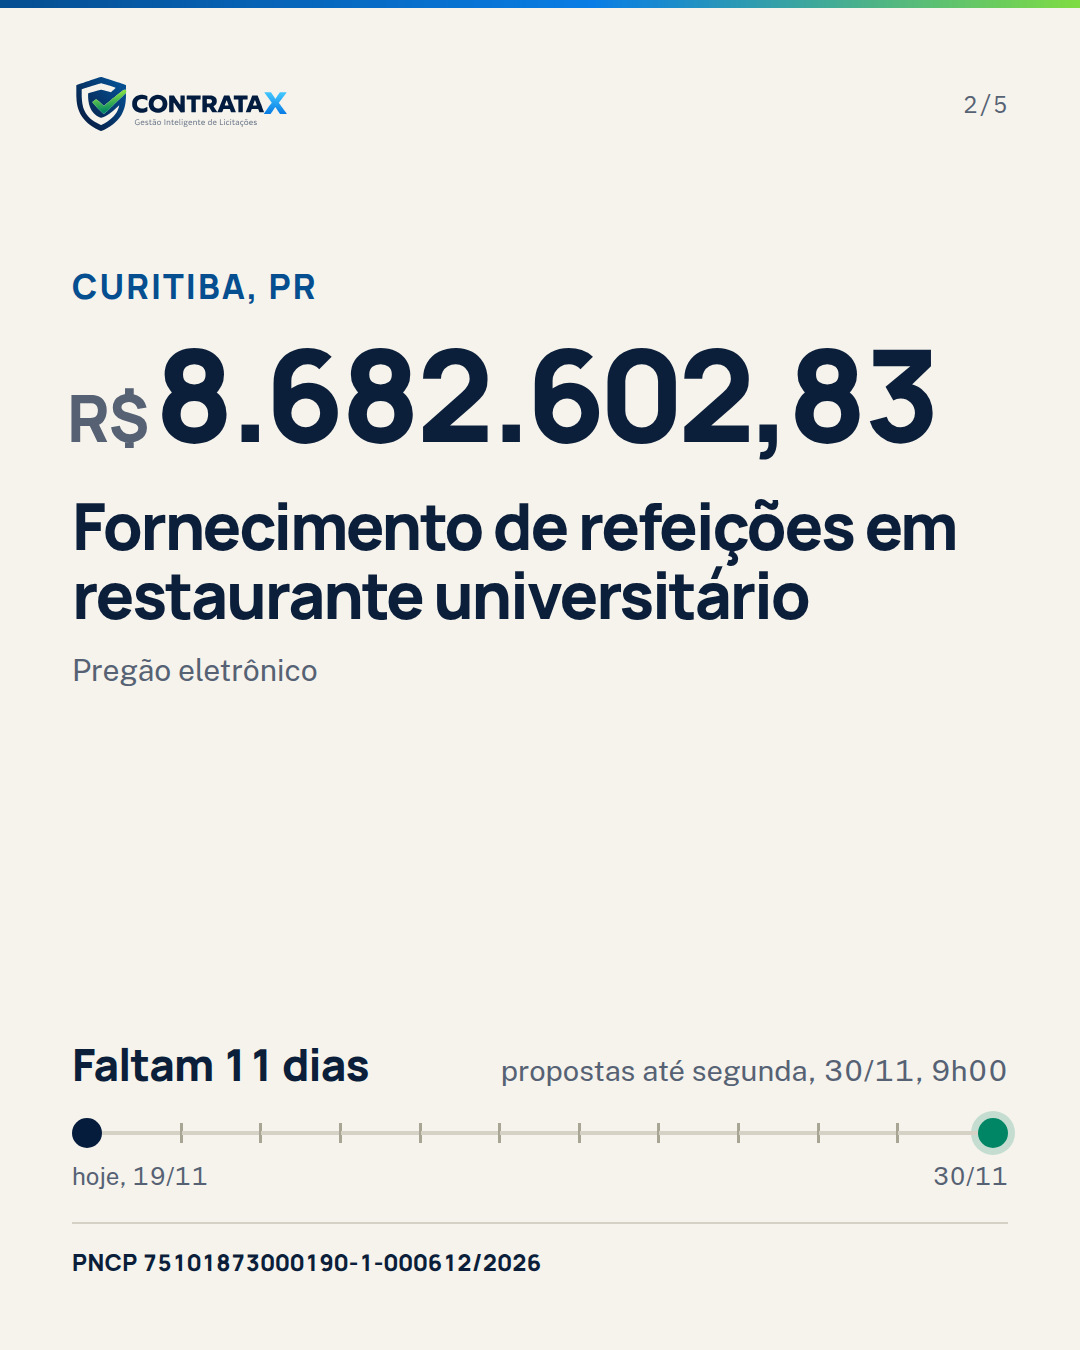 CONTRATAX
Gestão Inteligente de Licitações
2/5
CURITIBA, PR
R$ 8.682.602,83
Fornecimento de refeições em
restaurante universitário
Pregão eletrônico
Faltam 11 dias
propostas até segunda, 30/11, 9h00
hoje, 19/11
30/11
PNCP 75101873000190-1-000612/2026